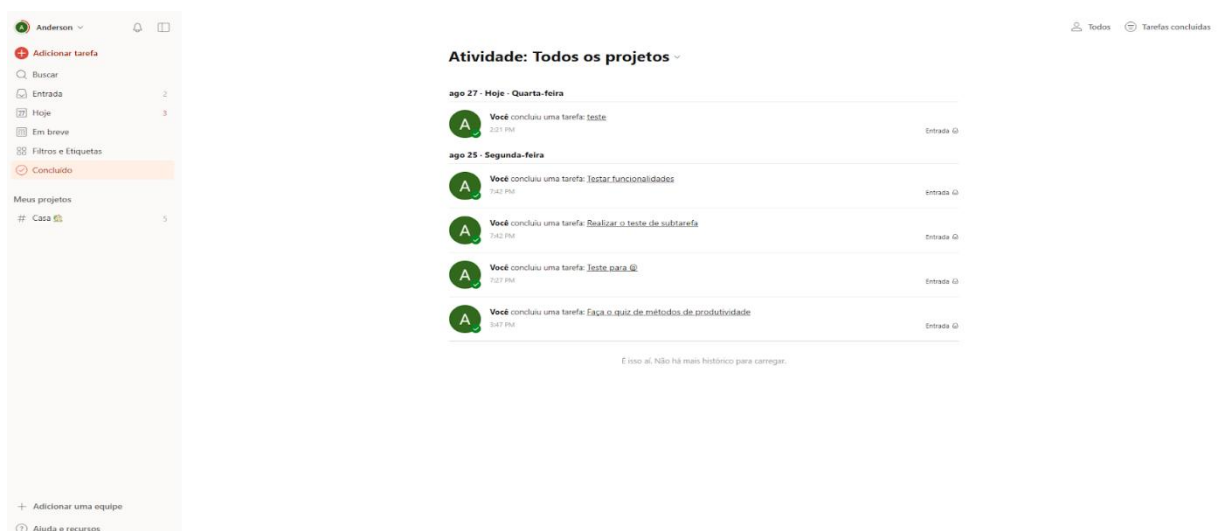 A Anderson
Adicionar tarefa
Buscar
Entrada 2
27 Hoje 3
Em breve
Filtros e Etiquetas
Concluído
Meus projetos
# Casa 5
+ Adicionar uma equipe
? Ajuda e recursos
Todos Tarefas concluídas
Atividade: Todos os projetos
ago 27 · Hoje · Quarta-feira
A Você concluiu uma tarefa: teste
2:21 PM Entrada
ago 25 · Segunda-feira
A Você concluiu uma tarefa: Testar funcionalidades
7:42 PM Entrada
A Você concluiu uma tarefa: Realizar o teste de subtarefa
7:42 PM Entrada
A Você concluiu uma tarefa: Teste para @
7:27 PM Entrada
A Você concluiu uma tarefa: Faça o quiz de métodos de produtividade
Entrada
É isso aí. Não há mais histórico para carregar.